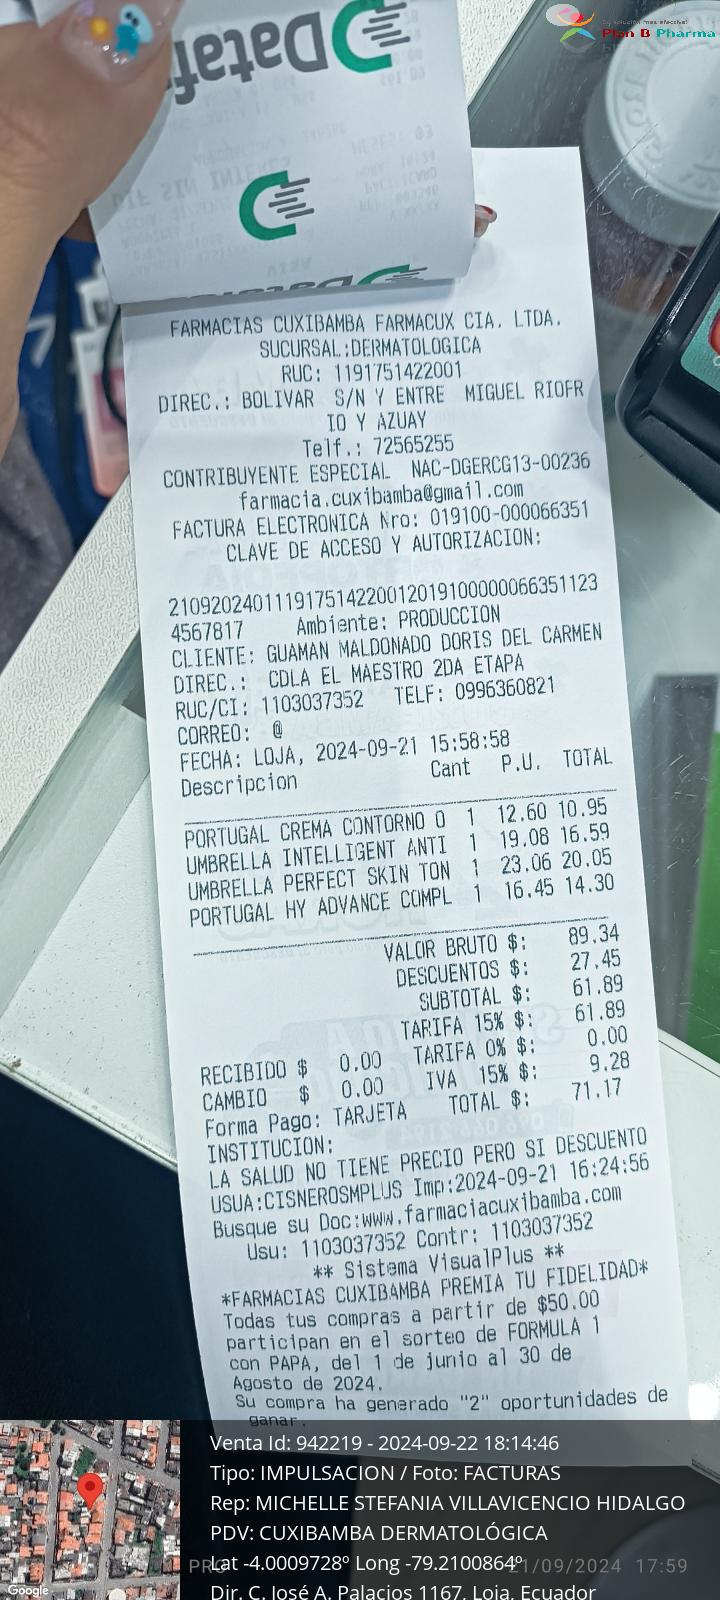 Tu solución más efectiva!
Plan B Pharma
Dataf
FARMACIAS CUXIBAMBA FARMACUX CIA. LTDA.
SUCURSAL:DERMATOLOGICA
RUC: 1191751422001
DIREC.: BOLIVAR S/N Y ENTRE MIGUEL RIOFR
IO Y AZUAY
Telf.: 72565255
CONTRIBUYENTE ESPECIAL NAC-DGERCG13-00236
farmacia.cuxibamba@gmail.com
FACTURA ELECTRONICA Nro: 019100-000066351
CLAVE DE ACCESO Y AUTORIZACION:
210920240111917514220012019100000066351123
4567817 Ambiente: PRODUCCION
CLIENTE: GUAMAN MALDONADO DORIS DEL CARMEN
DIREC.: CDLA EL MAESTRO 2DA ETAPA
RUC/CI: 1103037352 TELF: 0996360821
CORREO: @
FECHA: LOJA, 2024-09-21 15:58:58
Descripcion Cant P.U. TOTAL
PORTUGAL CREMA CONTORNO O 1 12.60 10.95
UMBRELLA INTELLIGENT ANTI 1 19.08 16.59
UMBRELLA PERFECT SKIN TON 1 23.06 20.05
PORTUGAL HY ADVANCE COMPL 1 16.45 14.30
VALOR BRUTO $: 89.34
DESCUENTOS $: 27.45
SUBTOTAL $: 61.89
TARIFA 15% $: 61.89
RECIBIDO $ 0.00 TARIFA 0% $: 0.00
CAMBIO $ 0.00 IVA 15% $: 9.28
Forma Pago: TARJETA TOTAL $: 71.17
INSTITUCION:
LA SALUD NO TIENE PRECIO PERO SI DESCUENTO
USUA:CISNEROSMPLUS Imp:2024-09-21 16:24:56
Busque su Doc:www.farmaciacuxibamba.com
Usu: 1103037352 Contr: 1103037352
** Sistema VisualPlus **
*FARMACIAS CUXIBAMBA PREMIA TU FIDELIDAD*
Todas tus compras a partir de $50.00
participan en el sorteo de FORMULA 1
con PAPA, del 1 de junio al 30 de
Agosto de 2024.
Su compra ha generado "2" oportunidades de
ganar.
Venta Id: 942219 - 2024-09-22 18:14:46
Tipo: IMPULSACION / Foto: FACTURAS
Rep: MICHELLE STEFANIA VILLAVICENCIO HIDALGO
PDV: CUXIBAMBA DERMATOLÓGICA
Lat -4.0009728º Long -79.2100864º
PRO 21/09/2024 17:59
Dir. C. José A. Palacios 1167, Loja, Ecuador
Google